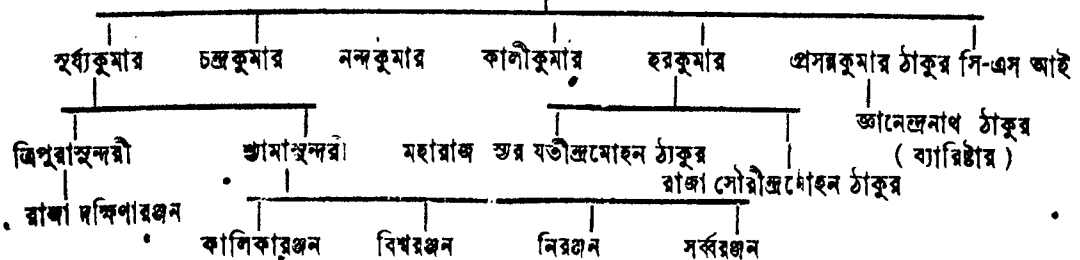 সূর্য্যকুমার চন্দ্রকুমার নন্দকুমার কালীকুমার হরকুমার প্রসন্নকুমার ঠাকুর সি-এস আই
ত্রিপুরাসুন্দরী শ্যামাসুন্দরী মহারাজ স্যর যতীন্দ্রমোহন ঠাকুর জ্ঞানেন্দ্রনাথ ঠাকুর
( ব্যারিষ্টার )
রাজা দক্ষিণারঞ্জন রাজা সৌরীন্দ্রমোহন ঠাকুর
কালিকারঞ্জন বিশ্বরঞ্জন নিরঞ্জন সর্ব্বরঞ্জন